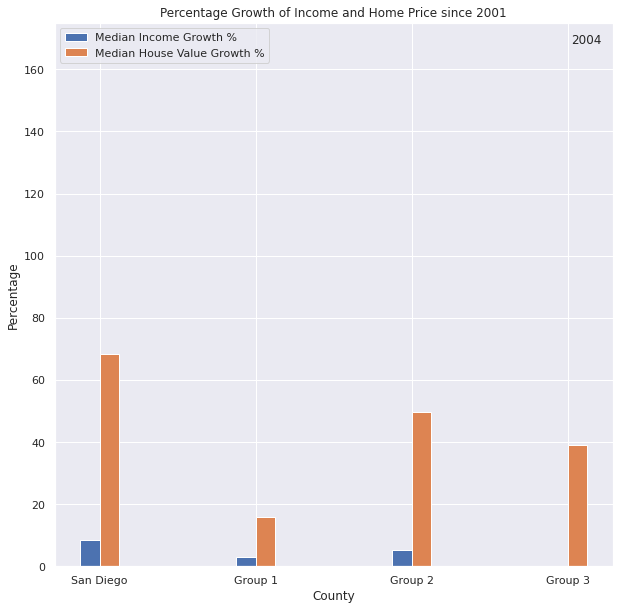 Percentage Growth of Income and Home Price since 2001
Median Income Growth %
Median House Value Growth %
2004
160
140
120
100
80
60
40
20
0
Percentage
San Diego
Group 1
Group 2
Group 3
County